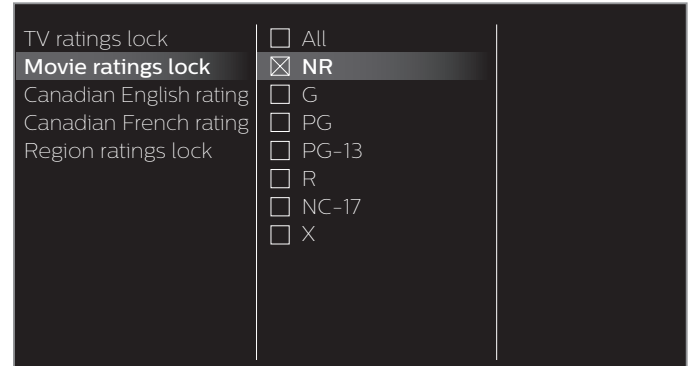 TV ratings lock
Movie ratings lock
Canadian English rating
Canadian French rating
Region ratings lock
All
NR
G
PG
PG-13
R
NC-17
X